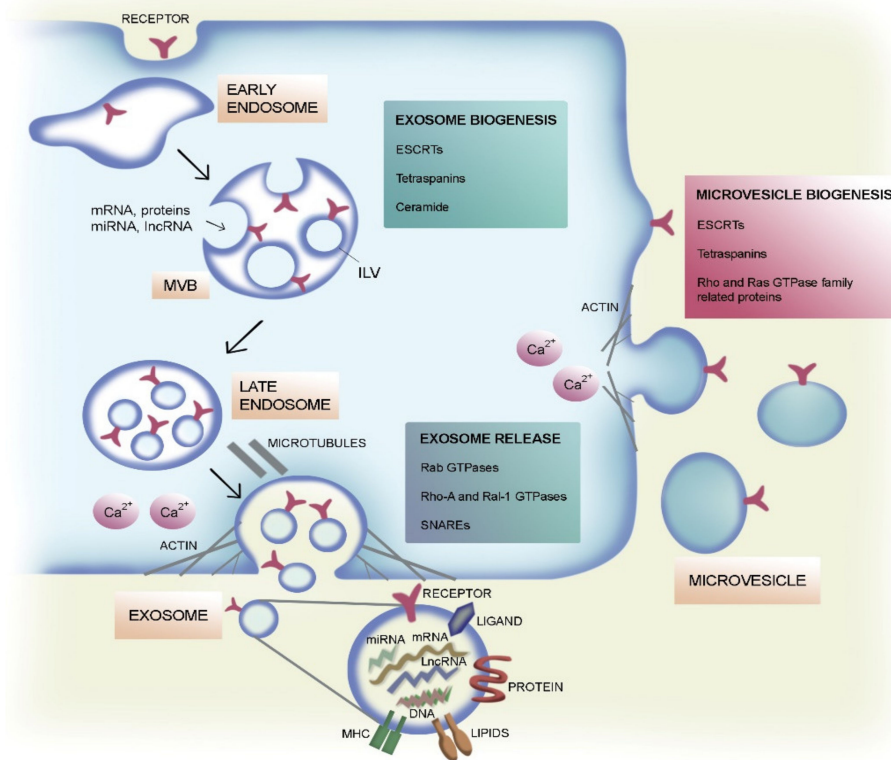 RECEPTOR
EARLY
ENDOSOME
EXOSOME BIOGENESIS
ESCRTs
Tetraspanins
Ceramide
mRNA, proteins
miRNA, lncRNA
ILV
MVB
MICROVESICLE BIOGENESIS
ESCRTs
Tetraspanins
Rho and Ras GTPase family
related proteins
ACTIN
Ca2+
Ca2+
LATE
ENDOSOME
MICROTUBULES
EXOSOME RELEASE
Rab GTPases
Rho-A and Ral-1 GTPases
SNAREs
Ca2+
Ca2+
ACTIN
MICROVESICLE
EXOSOME
RECEPTOR
LIGAND
miRNA
mRNA
LncRNA
PROTEIN
DNA
MHC
LIPIDS